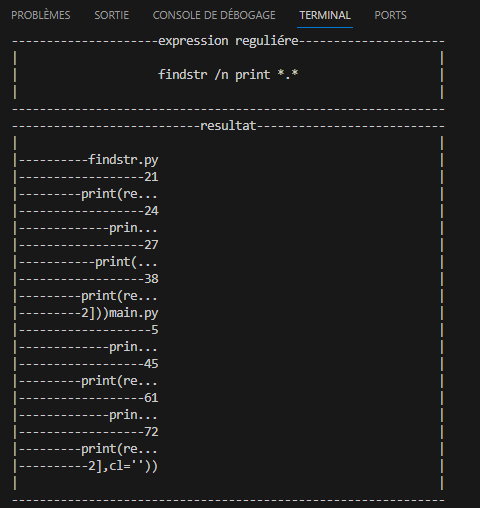 PROBLÈMES SORTIE CONSOLE DE DÉBOGAGE TERMINAL PORTS
---------------------expression reguliére---------------------
| |
| findstr /n print *.* |
| |
--------------------------------------------------------------
---------------------------resultat---------------------------
| |
|----------findstr.py |
|------------------21 |
|---------print(re... |
|------------------24 |
|-------------prin... |
|------------------27 |
|-----------print(... |
|------------------38 |
|---------print(re... |
|---------2]))main.py |
|-------------------5 |
|-------------prin... |
|------------------45 |
|---------print(re... |
|------------------61 |
|-------------prin... |
|------------------72 |
|---------print(re... |
|----------2],cl='')) |
| |
--------------------------------------------------------------